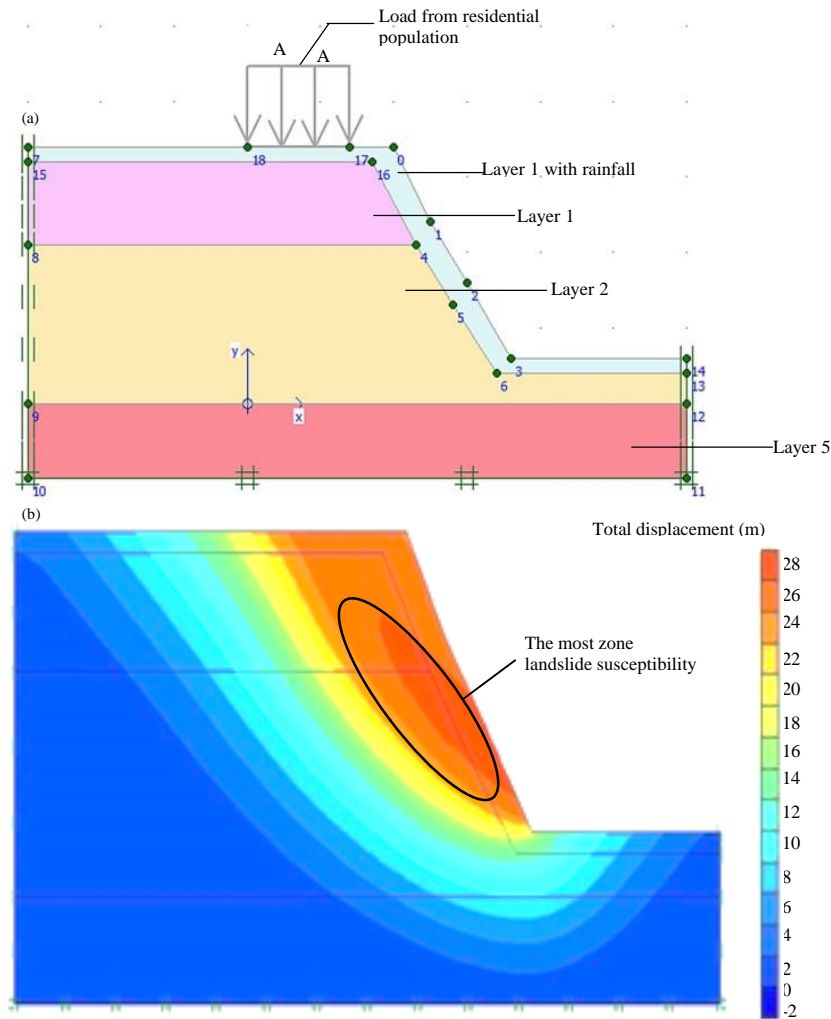 Load from residential
population
A
A
(a)
7
18
17
0
15
16
Layer 1 with rainfall
Layer 1
1
8
4
2
Layer 2
5
y
3
14
6
13
9
x
12
Layer 5
10
11
(b)
Total displacement (m)
28
26
24
The most zone
landslide susceptibility
22
20
18
16
14
12
10
8
6
4
2
0
-2